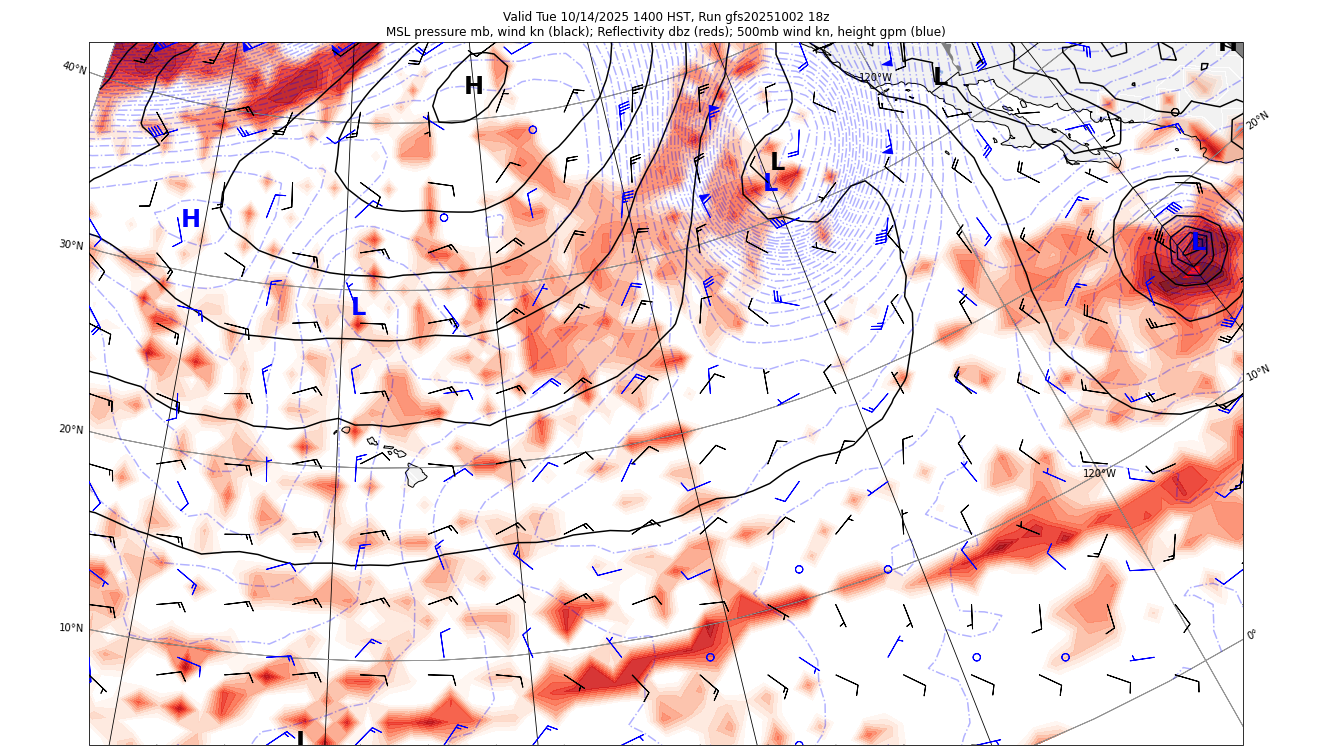 Valid Tue 10/14/2025 1400 HST, Run gfs20251002 18z
MSL pressure mb, wind kn (black); Reflectivity dbz (reds); 500mb wind kn, height gpm (blue)
H
40°N
H
120°W
L
20°N
L
L
H
30°N
L
L
10°N
20°N
120°W
10°N
0°
L